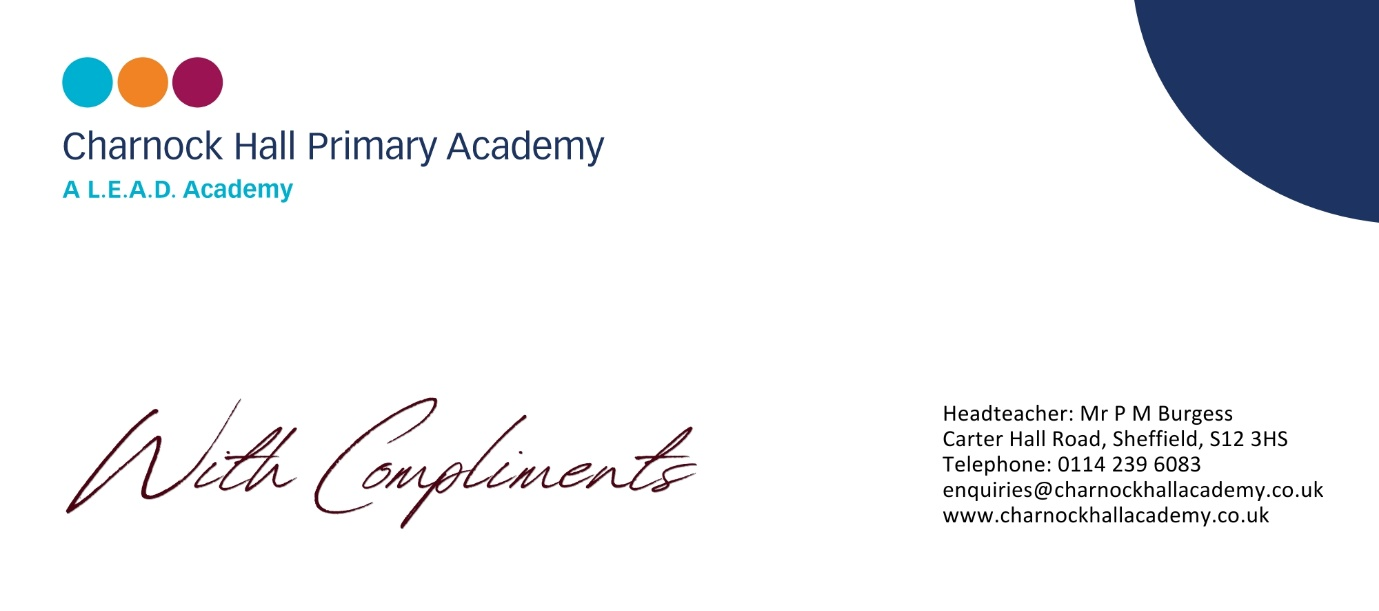 Charnock Hall Primary Academy
A L.E.A.D. Academy
With Compliments
Headteacher: Mr P M Burgess
Carter Hall Road, Sheffield, S12 3HS
Telephone: 0114 239 6083
enquiries@charnockhallacademy.co.uk
www.charnockhallacademy.co.uk